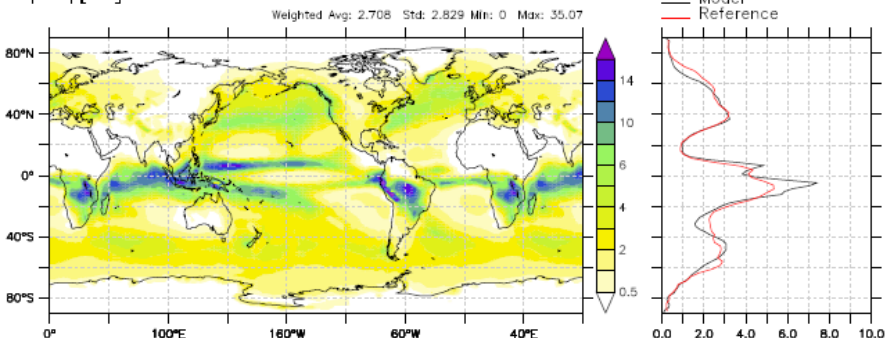 Weighted Avg: 2.708 Std: 2.829 Min: 0 Max: 35.07
Model
Reference
80°N
40°N
0°
40°S
80°S
0° 100°E 160°W 60°W 40°E
14
10
6
4
2
0.5
0.0 2.0 4.0 6.0 8.0 10.0